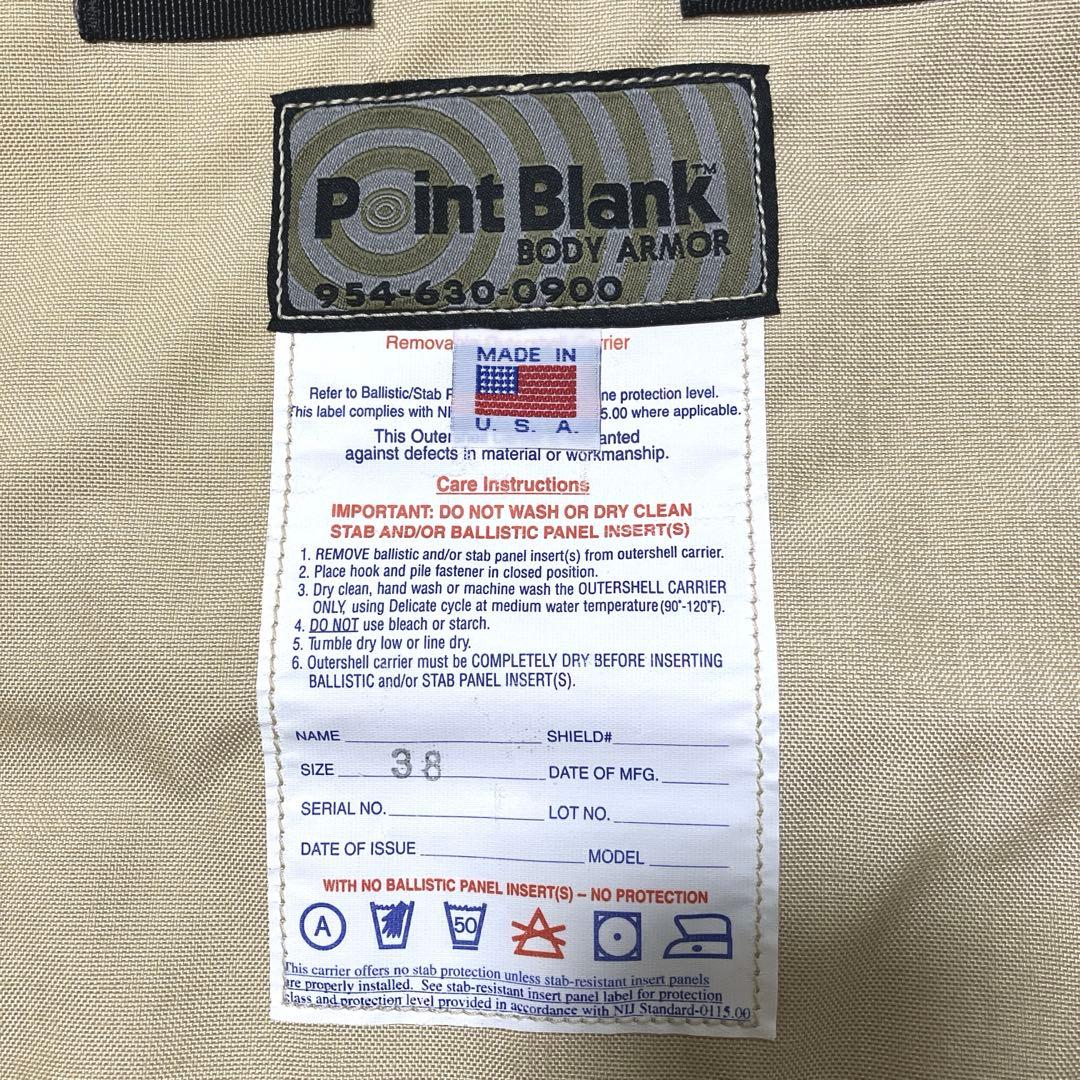 Point Blank™
BODY ARMOR
954-630-0900
Removable rrier
MADE IN
U. S. A.
Refer to Ballistic/Stab protection level.
This label complies with 5.00 where applicable.
This
against defects in material or workmanship.
Care Instructions
IMPORTANT: DO NOT WASH OR DRY CLEAN
STAB AND/OR BALLISTIC PANEL INSERT(S)
1. REMOVE ballistic and/or stab panel insert(s) from outershell carrier.
2. Place hook and pile fastener in closed position.
3. Dry clean, hand wash or machine wash the OUTERSHELL CARRIER
ONLY, using Delicate cycle at medium water temperature (90°-120°F).
4. DO NOT use bleach or starch.
5. Tumble dry low or line dry.
6. Outershell carrier must be COMPLETELY DRY BEFORE INSERTING
BALLISTIC and/or STAB PANEL INSERT(S).
NAME SHIELD#
SIZE 38 DATE OF MFG.
SERIAL NO. LOT NO.
DATE OF ISSUE MODEL
WITH NO BALLISTIC PANEL INSERT(S) – NO PROTECTION
A 50
This carrier offers no stab protection unless stab-resistant insert panels
are properly installed. See stab-resistant insert panel label for protection
class and protection level provided in accordance with NIJ Standard-0115.00